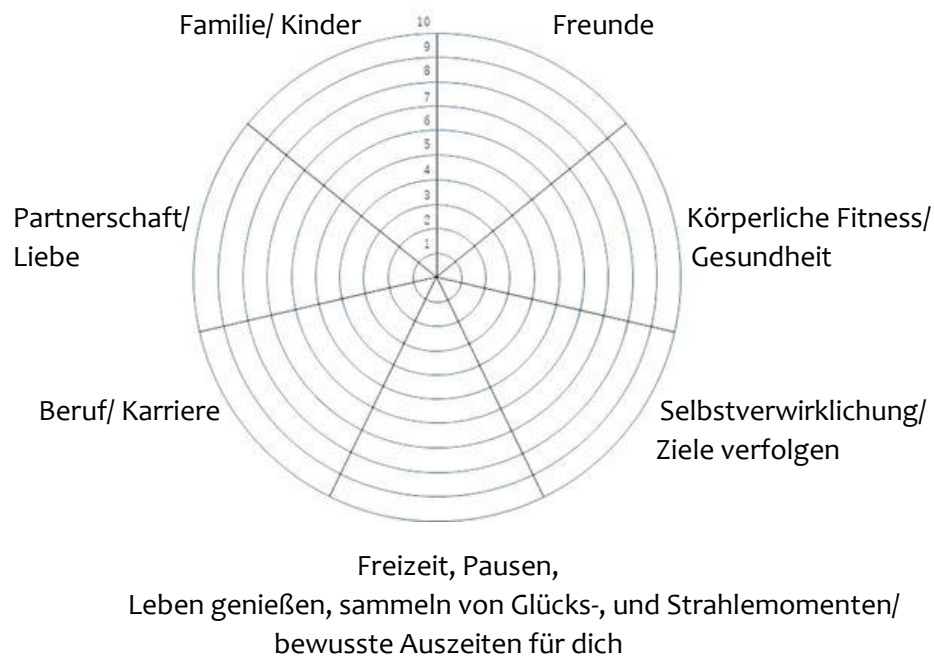 Familie/ Kinder
Freunde
10
9
8
7
6
5
4
3
2
1
Partnerschaft/
Liebe
Körperliche Fitness/
Gesundheit
Beruf/ Karriere
Selbstverwirklichung/
Ziele verfolgen
Freizeit, Pausen,
Leben genießen, sammeln von Glücks-, und Strahlemomenten/
bewusste Auszeiten für dich